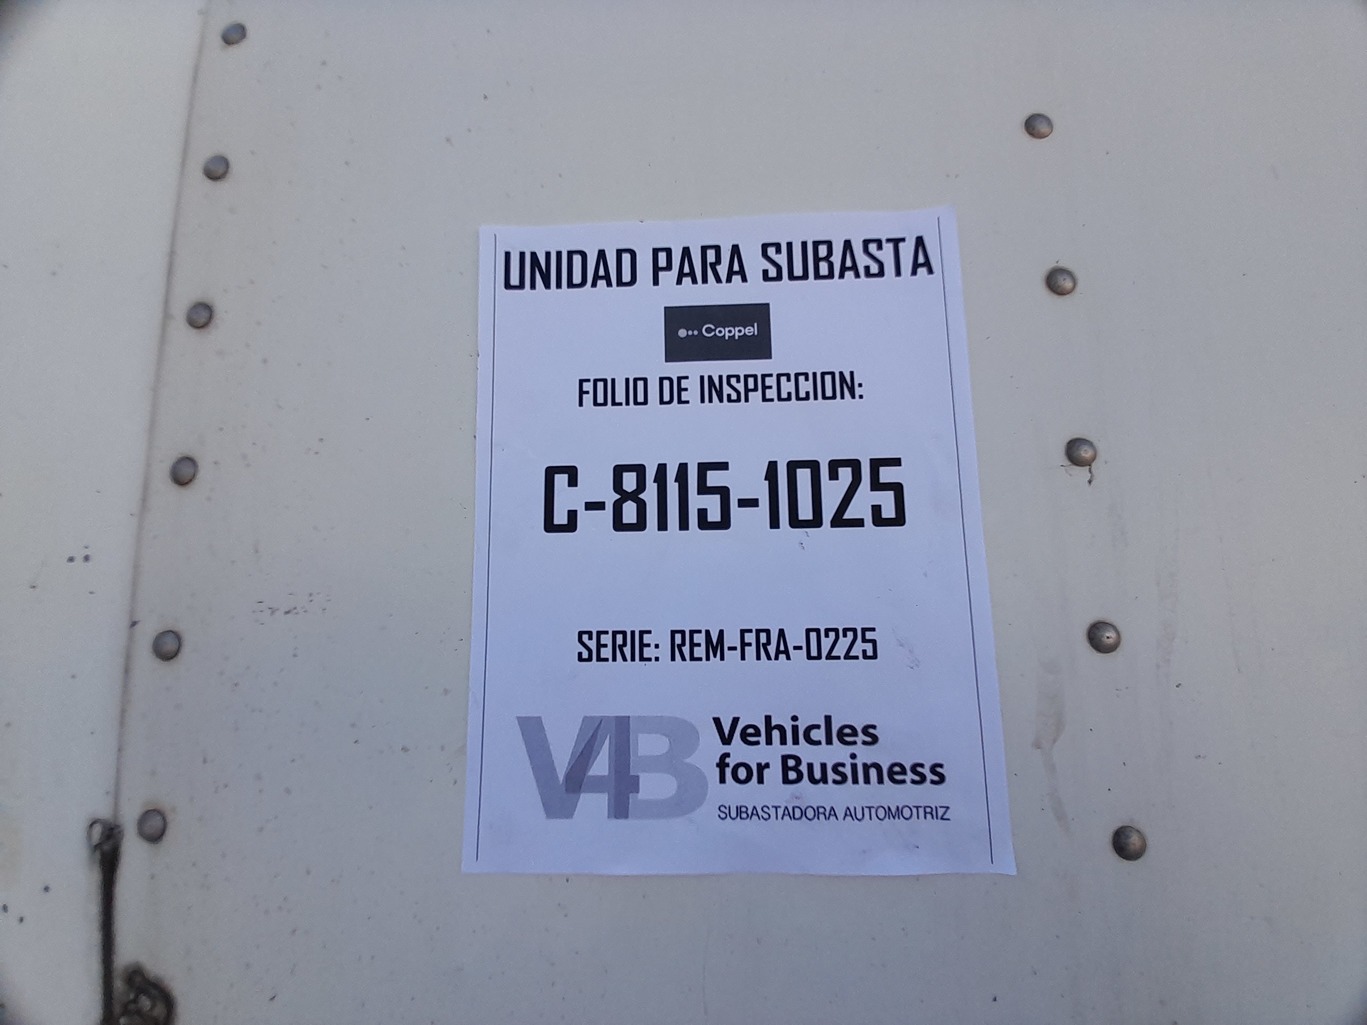 UNIDAD PARA SUBASTA
Coppel
FOLIO DE INSPECCION:
C-8115-1025
SERIE: REM-FRA-0225
V4B
Vehicles
for Business
SUBASTADORA AUTOMOTRIZ